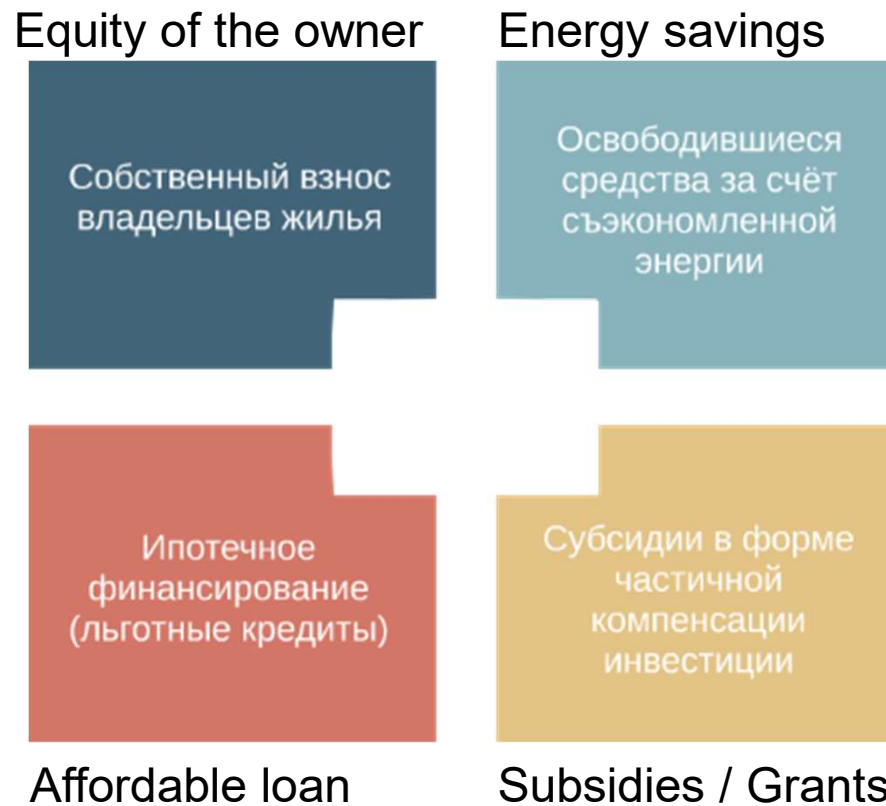 Equity of the owner
Energy savings
Собственный взнос
владельцев жилья
Освободившиеся
средства за счёт
съэкономленной
энергии
Ипотечное
финансирование
(льготные кредиты)
Субсидии в форме
частичной
компенсации
инвестиции
Affordable loan
Subsidies / Grants